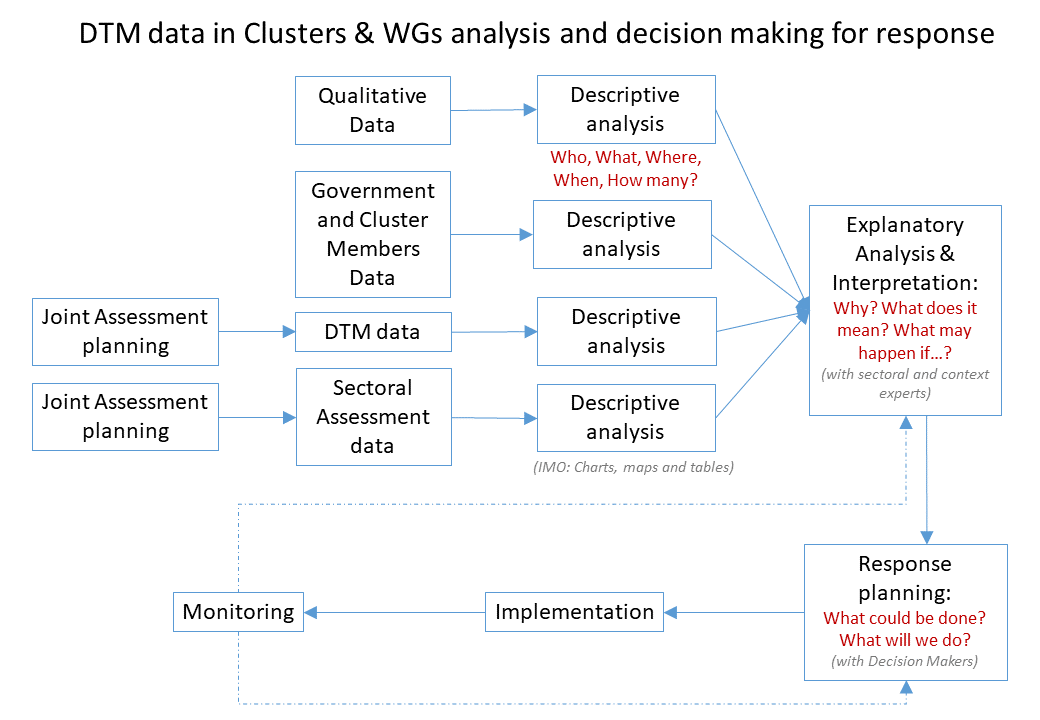 DTM data in Clusters & WGs analysis and decision making for response
Qualitative
Data
Descriptive
analysis
Who, What, Where,
When, How many?
Government
and Cluster
Members
Data
Descriptive
analysis
Joint Assessment
planning
DTM data
Descriptive
analysis
Joint Assessment
planning
Sectoral
Assessment
data
Descriptive
analysis
(IMO: Charts, maps and tables)
Explanatory
Analysis &
Interpretation:
Why? What does it
mean? What may
happen if…?
(with sectoral and context
experts)
Response
planning:
What could be done?
What will we do?
(with Decision Makers)
Implementation
Monitoring